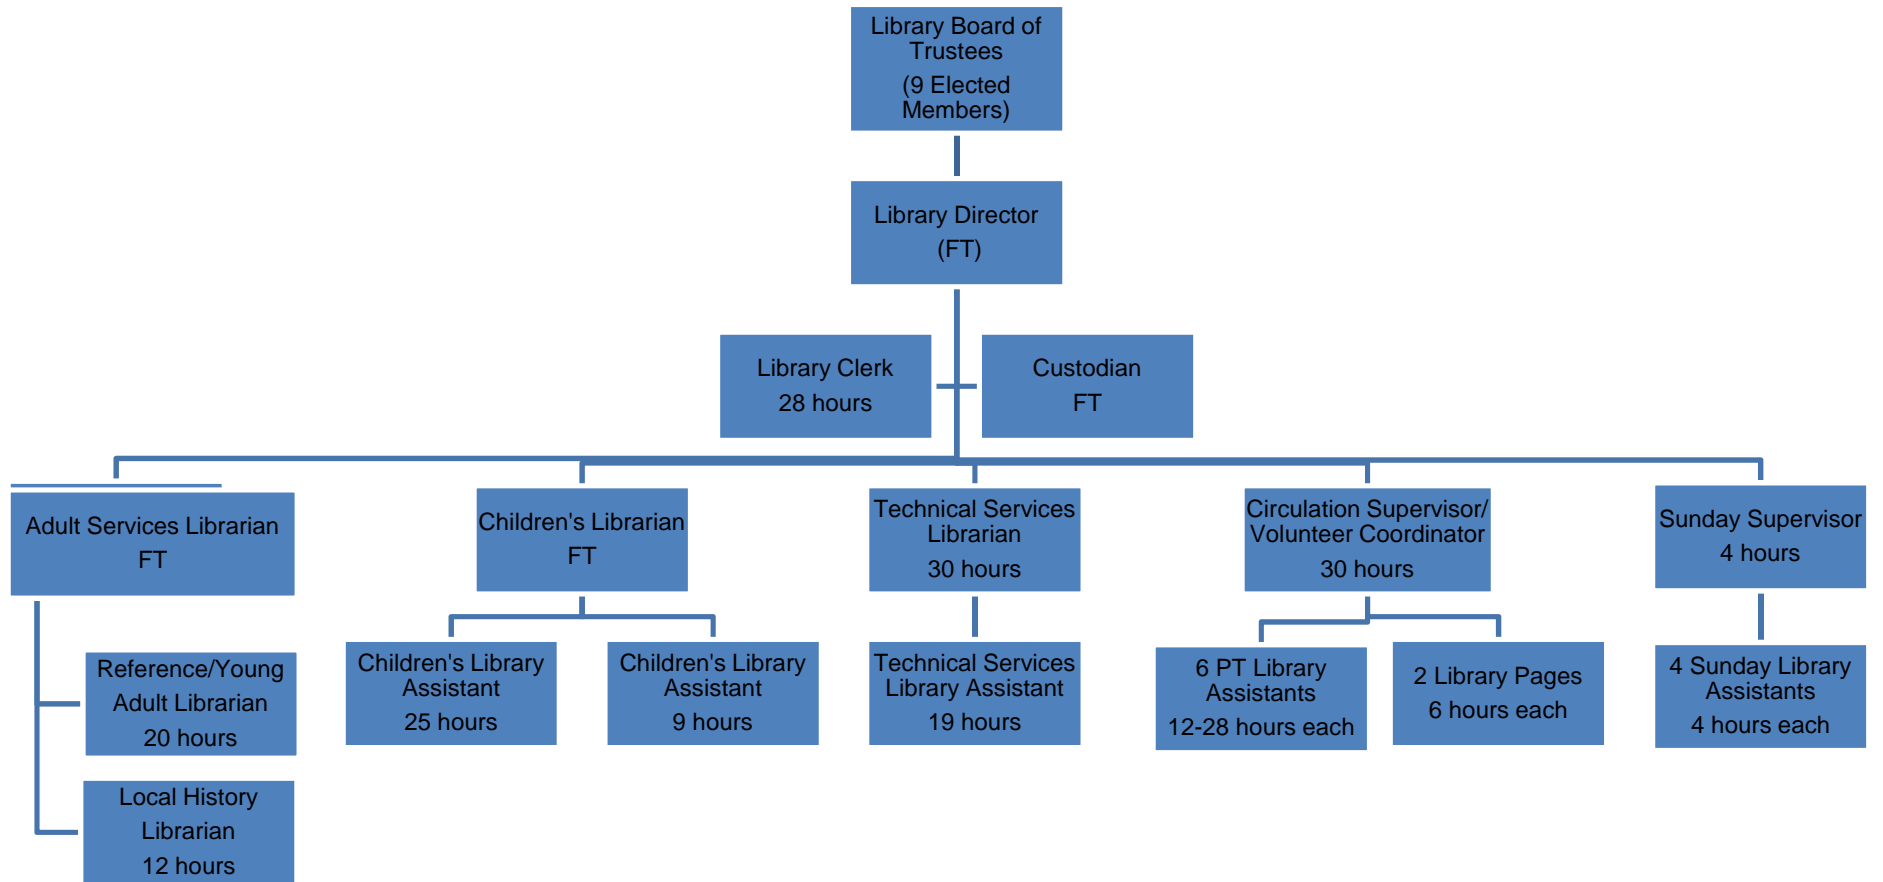 Library Board of
Trustees
(9 Elected
Members)
Library Director
(FT)
Library Clerk
28 hours
Custodian
FT
Adult Services Librarian
FT
Children's Librarian
FT
Technical Services
Librarian
30 hours
Circulation Supervisor/
Volunteer Coordinator
30 hours
Sunday Supervisor
4 hours
Reference/Young
Adult Librarian
20 hours
Local History
Librarian
12 hours
Children's Library
Assistant
25 hours
Children's Library
Assistant
9 hours
Technical Services
Library Assistant
19 hours
6 PT Library
Assistants
12-28 hours each
2 Library Pages
6 hours each
4 Sunday Library
Assistants
4 hours each